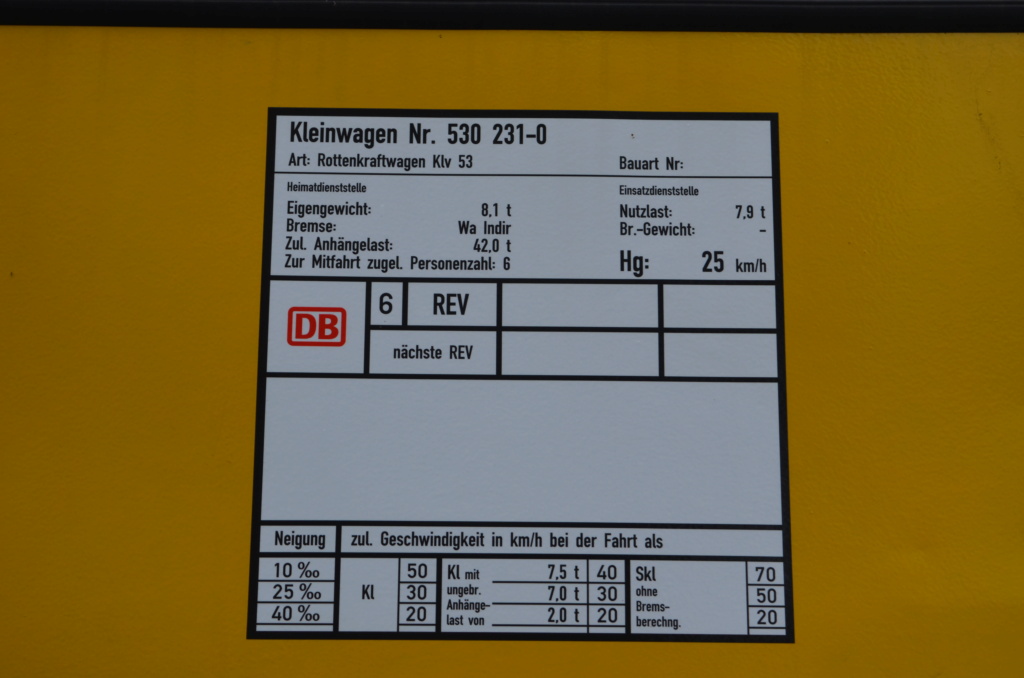 Kleinwagen Nr. 530 231-0
Art: Rottenkraftwagen Klv 53 Bauart Nr:
Heimatdienststelle Einsatzdienststelle
Eigengewicht: 8,1 t Nutzlast: 7,9 t
Bremse: Wa Indir Br.-Gewicht: -
Zul. Anhängelast: 42,0 t
Zur Mitfahrt zugel. Personenzahl: 6 Hg: 25 km/h
DB 6 REV
nächste REV
Neigung zul. Geschwindigkeit in km/h bei der Fahrt als
10 ‰ 50 Kl mit 7,5 t 40 Skl 70
25 ‰ Kl 30 ungebr. 7,0 t 30 ohne 50
40 ‰ 20 Anhänge- 2,0 t 20 Brems- 20
last von berechng.